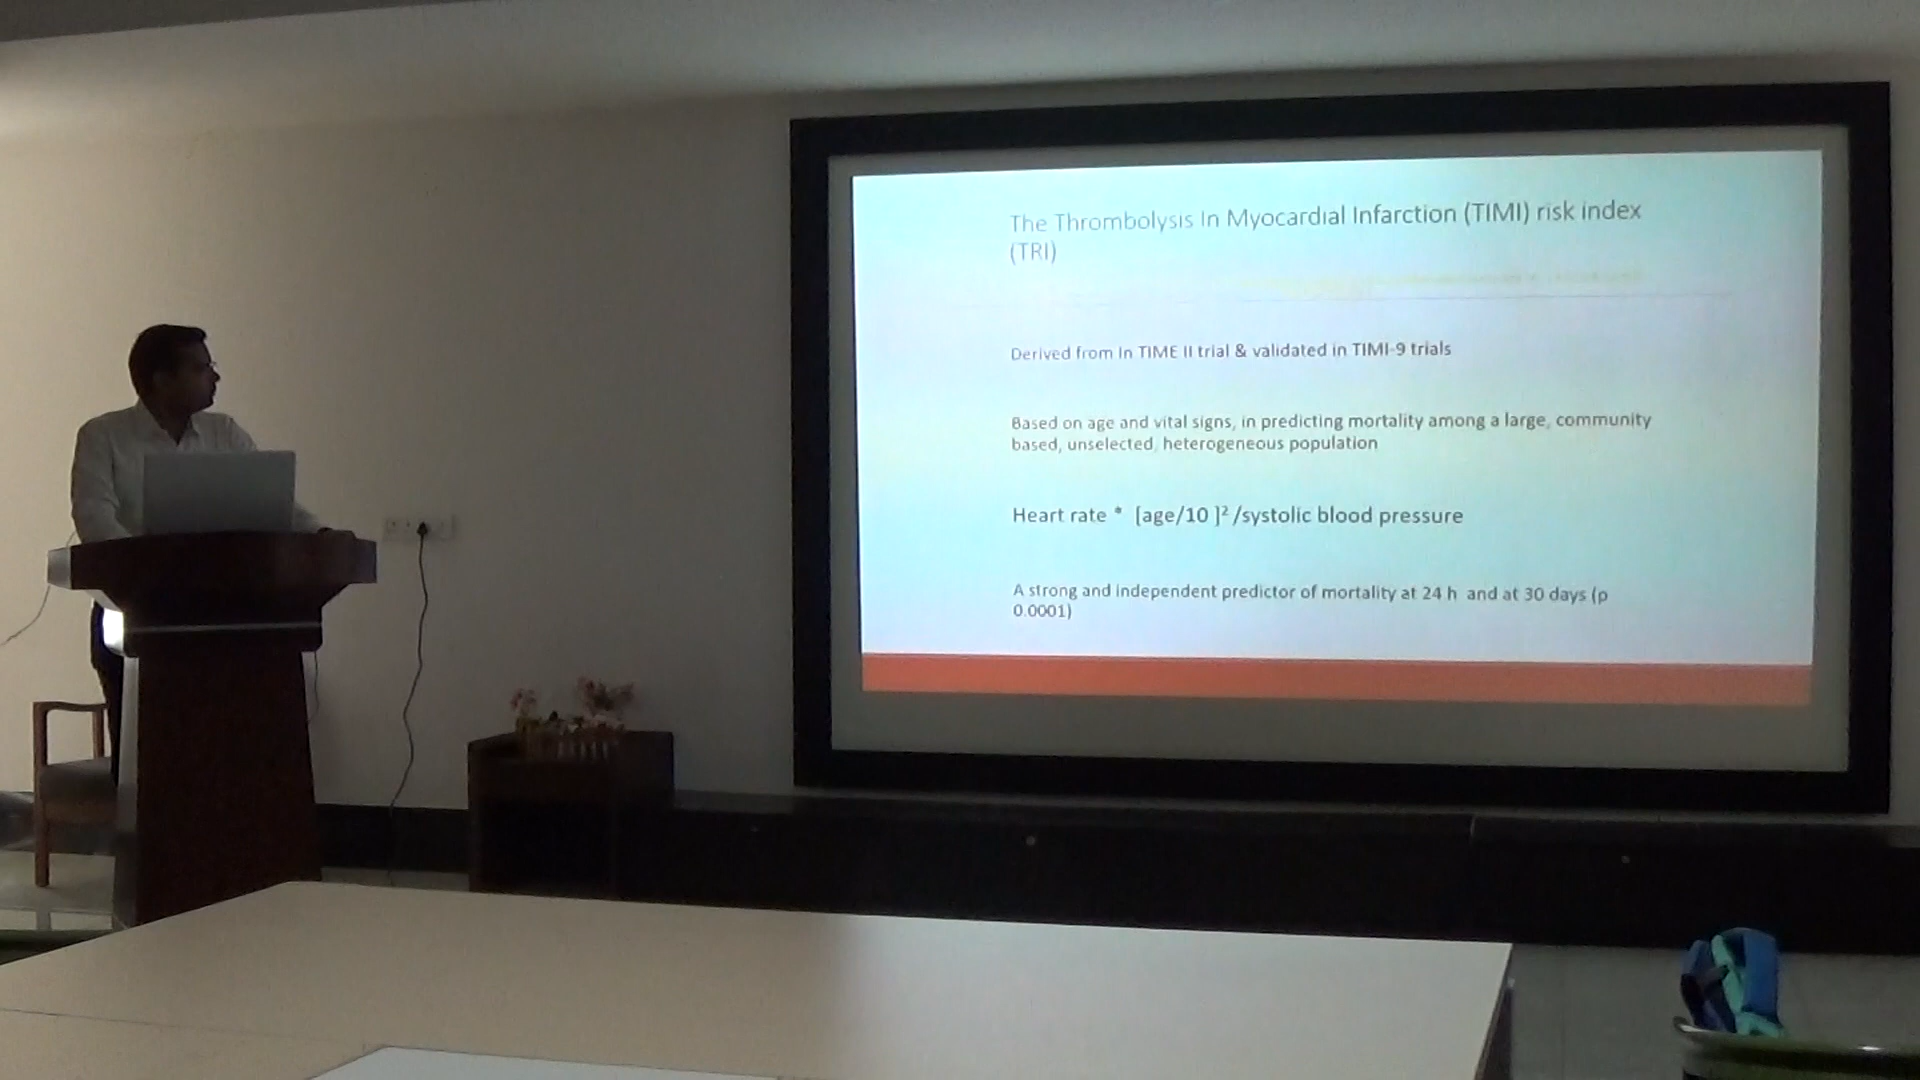 The Thrombolysis In Myocardial Infarction (TIMI) risk index
(TRI)
Derived from In TIME II trial & validated in TIMI-9 trials
Based on age and vital signs, in predicting mortality among a large, community
based, unselected, heterogeneous population
Heart rate * [age/10 ]² /systolic blood pressure
A strong and independent predictor of mortality at 24 h and at 30 days (p
0.0001)